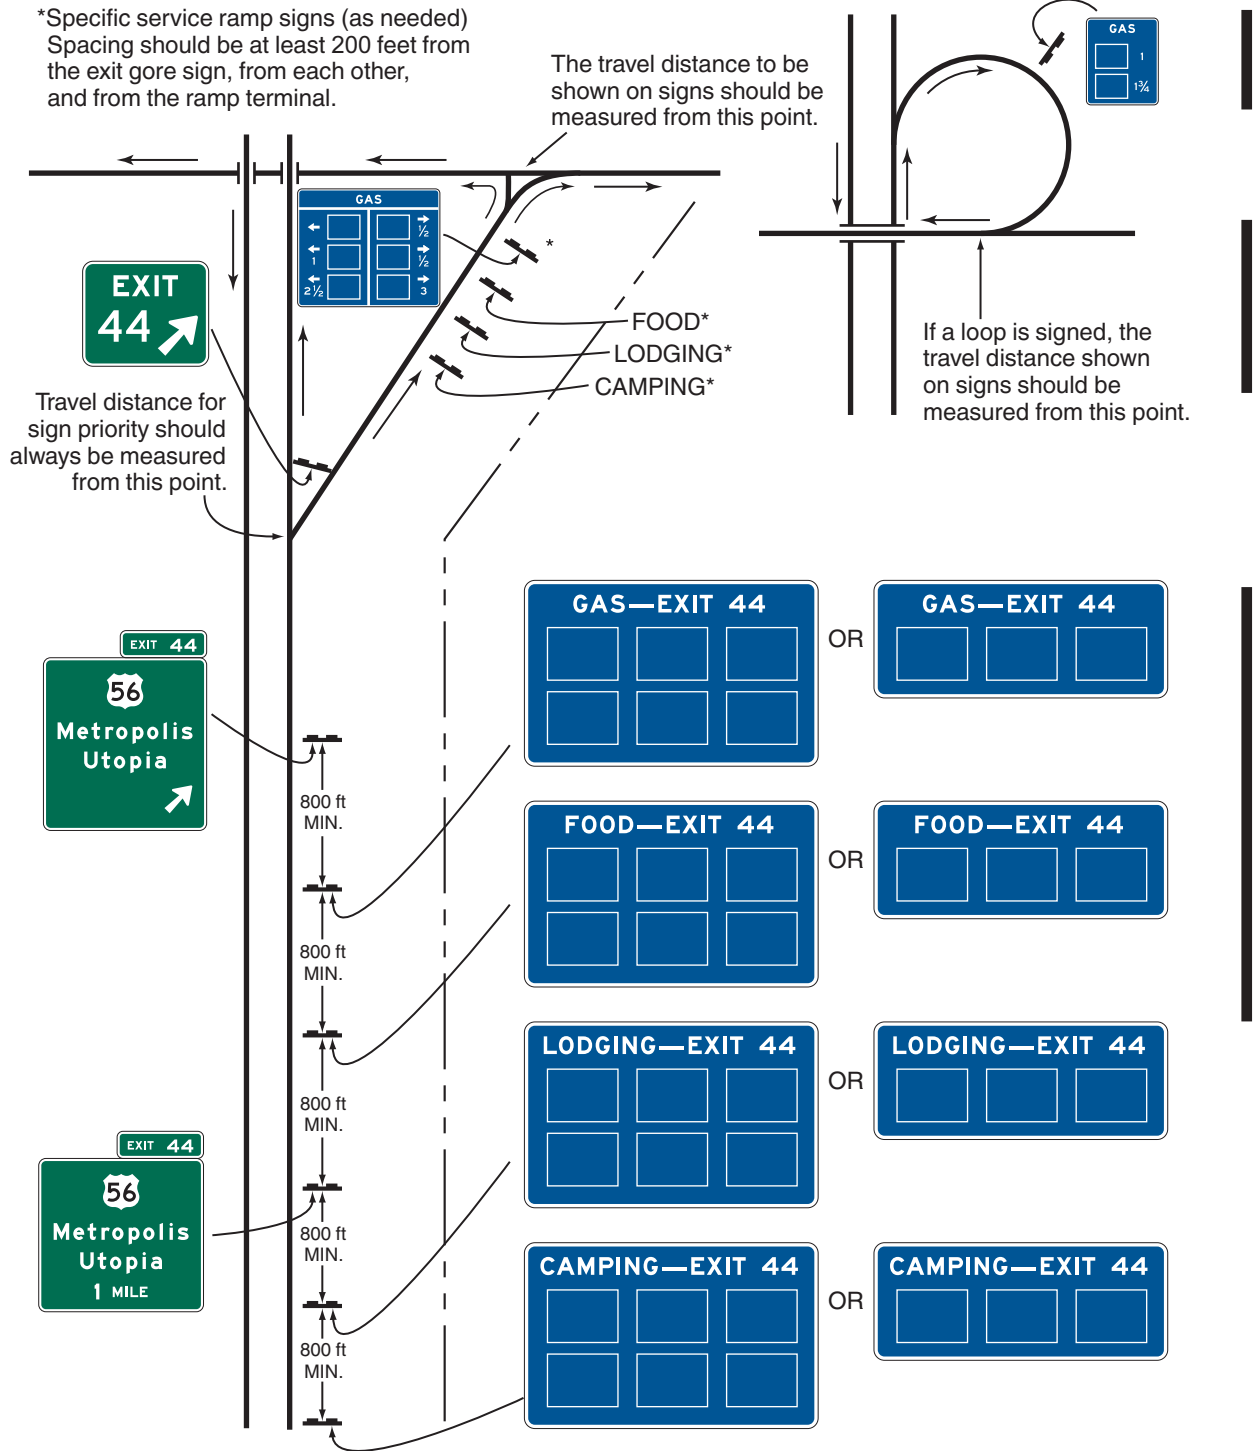 *Specific service ramp signs (as needed)
Spacing should be at least 200 feet from
the exit gore sign, from each other,
and from the ramp terminal.
The travel distance to be
shown on signs should be
measured from this point.
GAS
1
1¾
GAS
½
1
½
2½
3
*
EXIT
44
FOOD*
LODGING*
CAMPING*
If a loop is signed, the
travel distance shown
on signs should be
measured from this point.
Travel distance for
sign priority should
always be measured
from this point.
GAS—EXIT 44
OR
GAS—EXIT 44
EXIT 44
56
Metropolis
Utopia
800 ft
MIN.
FOOD—EXIT 44
OR
FOOD—EXIT 44
800 ft
MIN.
LODGING—EXIT 44
OR
LODGING—EXIT 44
800 ft
MIN.
EXIT 44
56
Metropolis
Utopia
1 MILE
800 ft
MIN.
CAMPING—EXIT 44
OR
CAMPING—EXIT 44
800 ft
MIN.